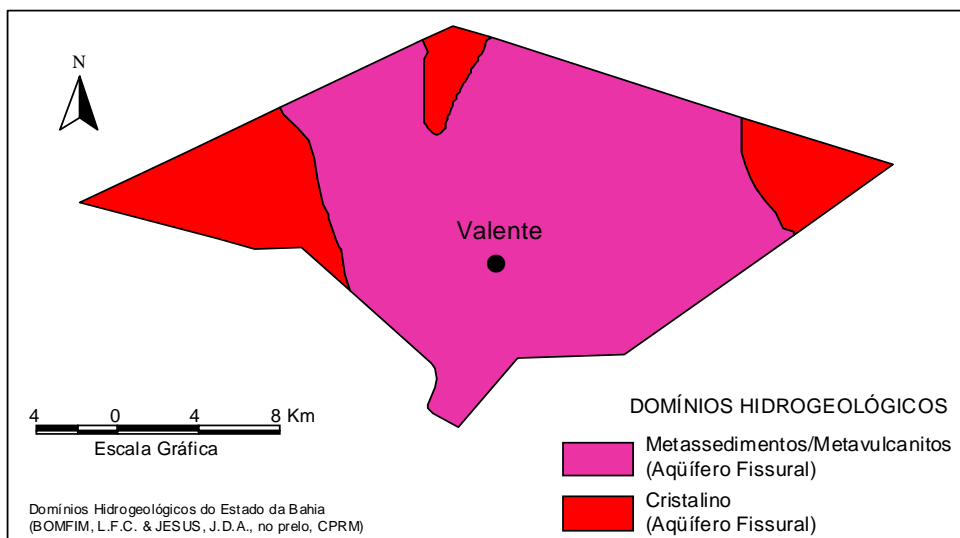 N
Valente
4 0 4 8 Km
Escala Gráfica
DOMÍNIOS HIDROGEOLÓGICOS
Metassedimentos/Metavulcanitos
(Aqüífero Fissural)
Cristalino
(Aqüífero Fissural)
Domínios Hidrogeológicos do Estado da Bahia
(BOMFIM, L.F.C. & JESUS, J.D.A., no prelo, CPRM)